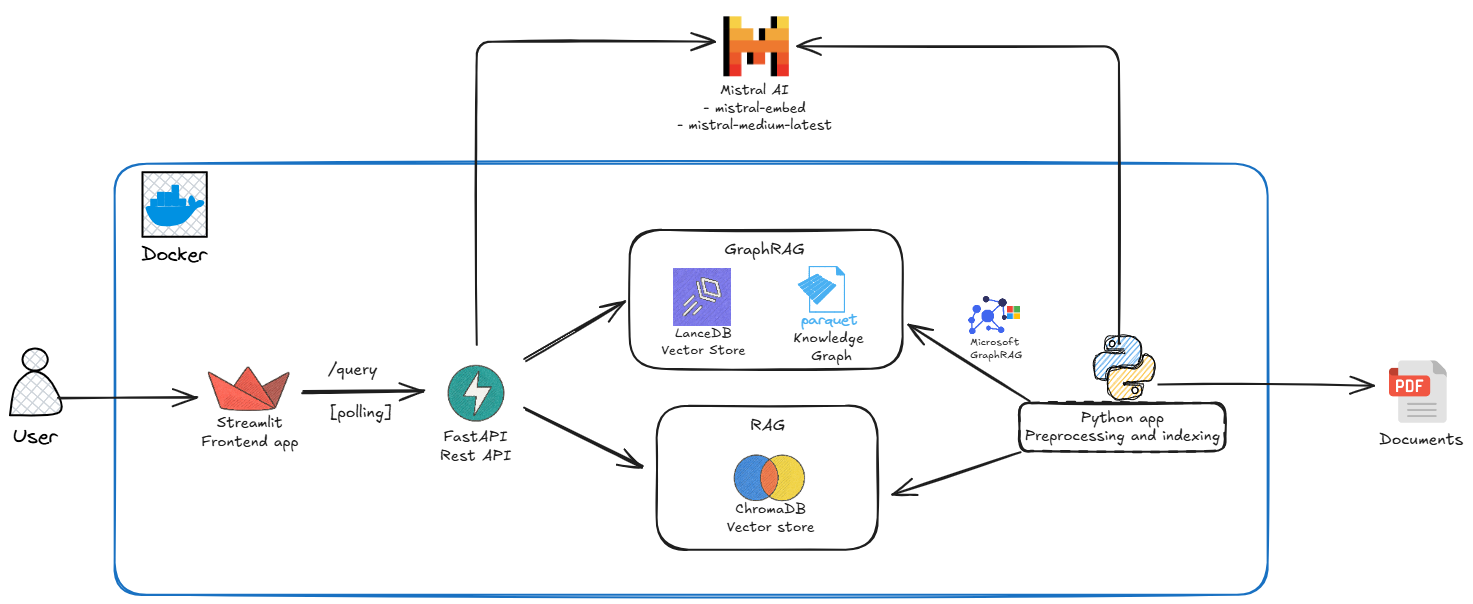 Mistral AI
- mistral-embed
- mistral-medium-latest
Docker
GraphRAG
LanceDB
Vector Store
parquet
Knowledge
Graph
Microsoft
GraphRAG
User
Streamlit
Frontend app
/query
[polling]
FastAPI
Rest API
RAG
ChromaDB
Vector store
Python app
Preprocessing and indexing
PDF
Documents